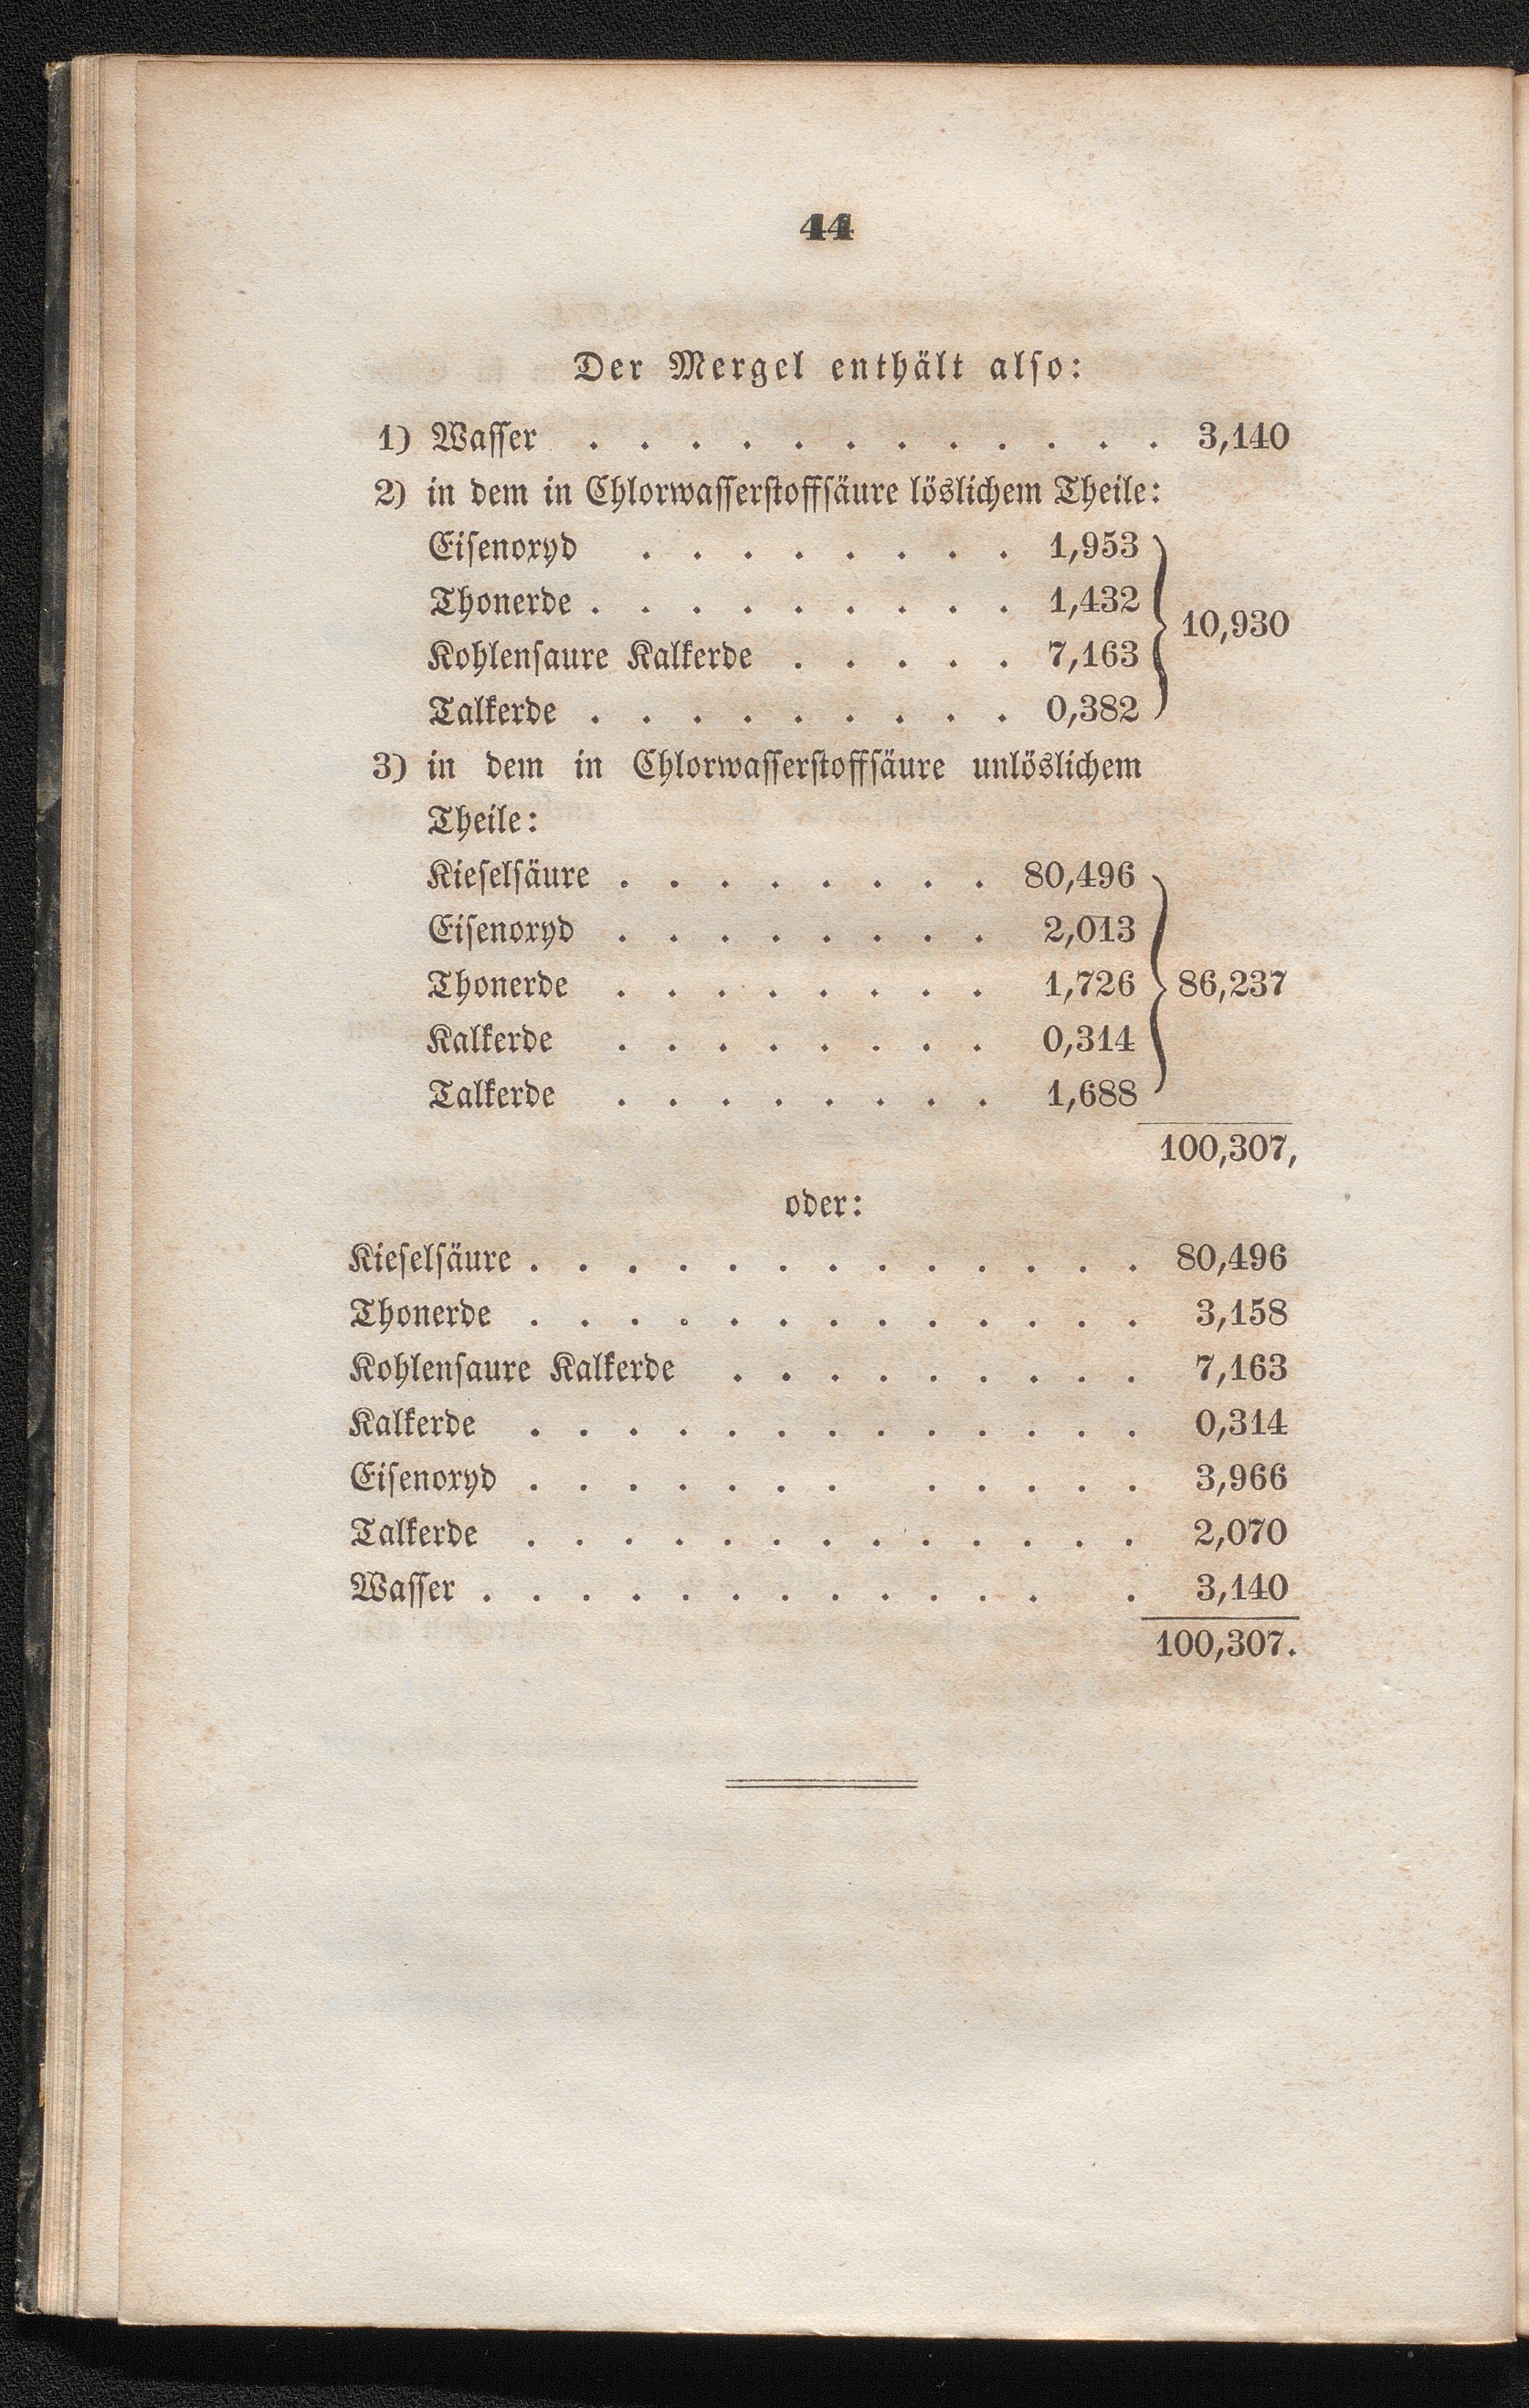 44
Der Mergel enthält also:
1) Wasser . . . . . . . . . . . . 3,140
2) in dem in Chlorwasserstoffsäure löslichem Theile:
Eisenoxyd . . . . . . . . 1,953
Thonerde . . . . . . . . . 1,432
10,930
Kohlensaure Kalkerde . . . . . 7,163
Talkerde . . . . . . . . . 0,382
3) in dem in Chlorwasserstoffsäure unlöslichem
Theile:
Kieselsäure . . . . . . . . 80,496
Eisenoxyd . . . . . . . . 2,013
Thonerde . . . . . . . . 1,726 86,237
Kalkerde . . . . . . . . 0,314
Talkerde . . . . . . . . 1,688
100,307,
oder:
Kieselsäure . . . . . . . . . . . . . 80,496
Thonerde . . . . . . . . . . . . . 3,158
Kohlensaure Kalkerde . . . . . . . . . 7,163
Kalkerde . . . . . . . . . . . . . 0,314
Eisenoxyd . . . . . . . . . . . . 3,966
Talkerde . . . . . . . . . . . . . 2,070
Wasser . . . . . . . . . . . . . 3,140
100,307.